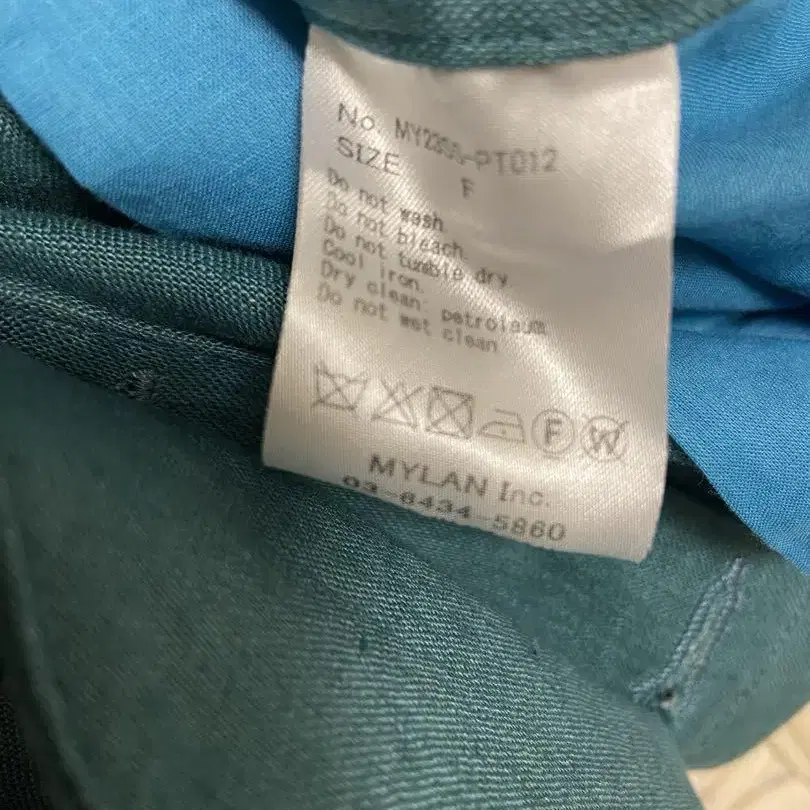 No. MY23SS-PT012
SIZE F
Do not wash
Do not bleach.
Do not tumble dry
Cool iron.
Dry clean: petroleum
Do not wet clean
F W
MYLAN Inc.
03-6434-5860